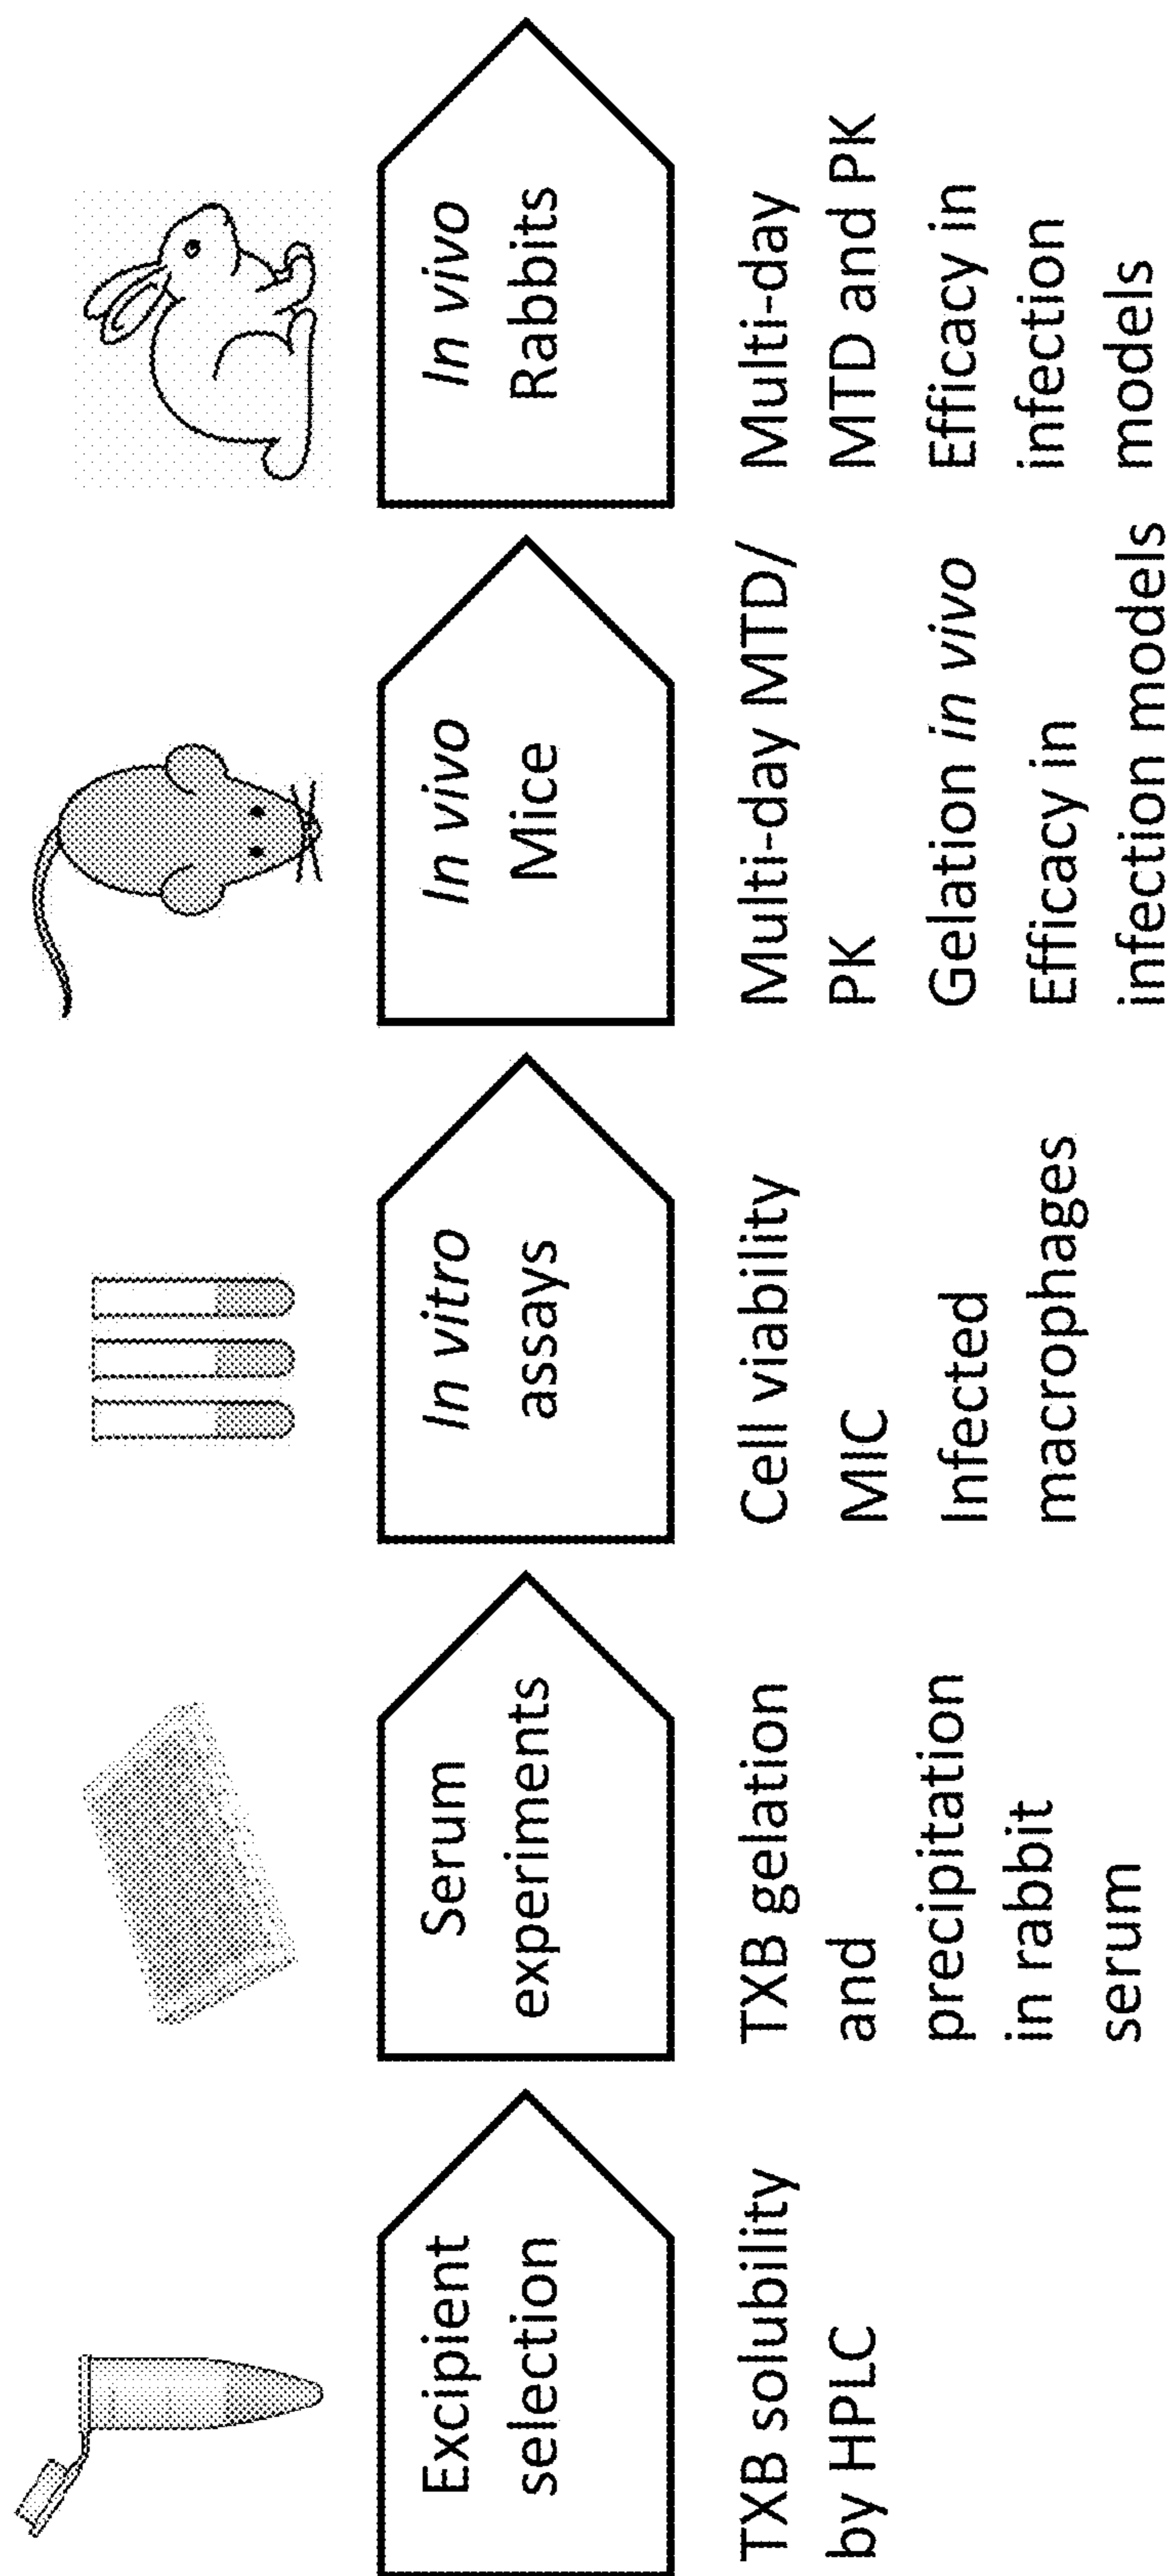 Excipient
selection
TXB solubility
by HPLC
Serum
experiments
TXB gelation
and
precipitation
in rabbit
serum
In vitro
assays
Cell viability
MIC
Infected
macrophages
In vivo
Mice
Multi-day MTD/
PK
Gelation in vivo
Efficacy in
infection models
In vivo
Rabbits
Multi-day
MTD and PK
Efficacy in
infection
models